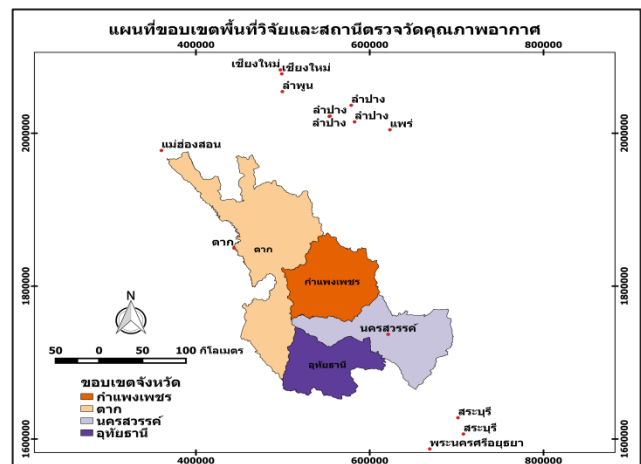 แผนที่ขอบเขตพื้นที่วิจัยและสถานีตรวจวัดคุณภาพอากาศ
400000 600000 800000
เชียงใหม่
เชียงใหม่
ลำพูน
ลำปาง
ลำปาง
ลำปาง
ลำปาง
แพร่
2000000 2000000
แม่ฮ่องสอน
ตาก
ตาก
กำแพงเพชร
1800000 1800000
N
นครสวรรค์
50 0 50 100 กิโลเมตร
อุทัยธานี
ขอบเขตจังหวัด
กำแพงเพชร
ตาก
นครสวรรค์
อุทัยธานี
สระบุรี
สระบุรี
พระนครศรีอยุธยา
1600000 1600000
400000 600000 800000